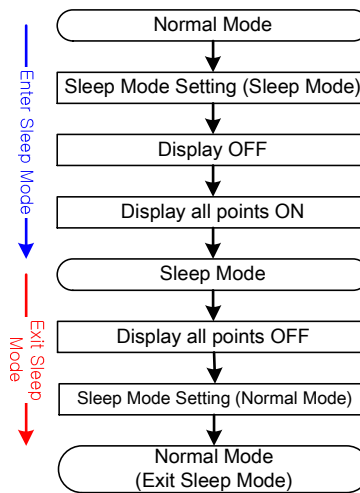 Normal Mode
Sleep Mode Setting (Sleep Mode)
Display OFF
Display all points ON
Sleep Mode
Display all points OFF
Sleep Mode Setting (Normal Mode)
Normal Mode
(Exit Sleep Mode)
Enter Sleep Mode
Exit Sleep
Mode